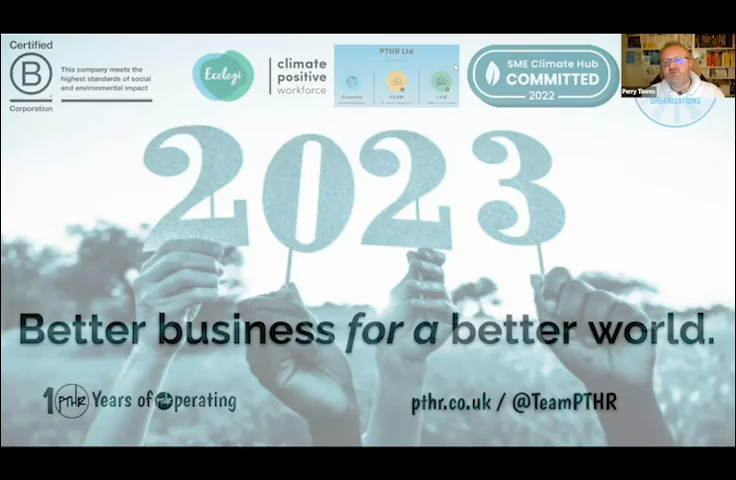 Certified
B
Corporation
This company meets the
highest standards of social
and environmental impact
Ecologi
climate
positive
workforce
PTHR Ltd
SME Climate Hub
COMMITTED
2022
Perry Timms
ORGANIZATIONS
2023
Better business for a better world.
10 Years of Operating
pthr.co.uk / @TeamPTHR